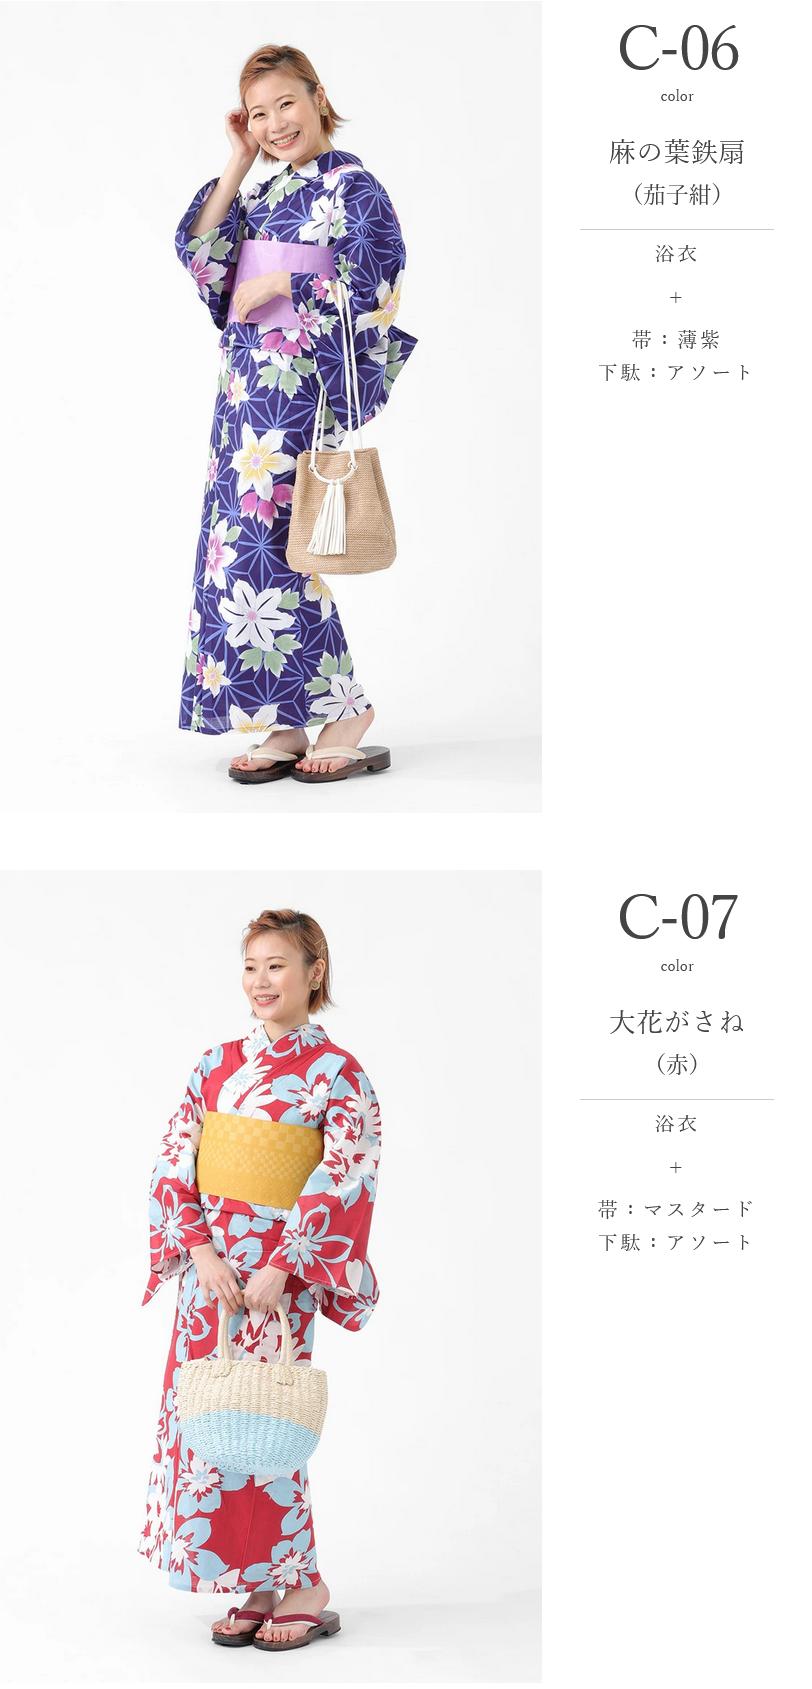 C-06
color
麻の葉鉄扇
（茄子紺）
浴衣
+
帯：薄紫
下駄：アソート
C-07
color
大花がさね
（赤）
浴衣
+
帯：マスタード
下駄：アソート